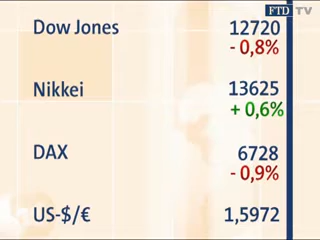 FTD TV
Dow Jones 12720
- 0,8%
Nikkei 13625
+ 0,6%
DAX 6728
- 0,9%
US-$/€ 1,5972